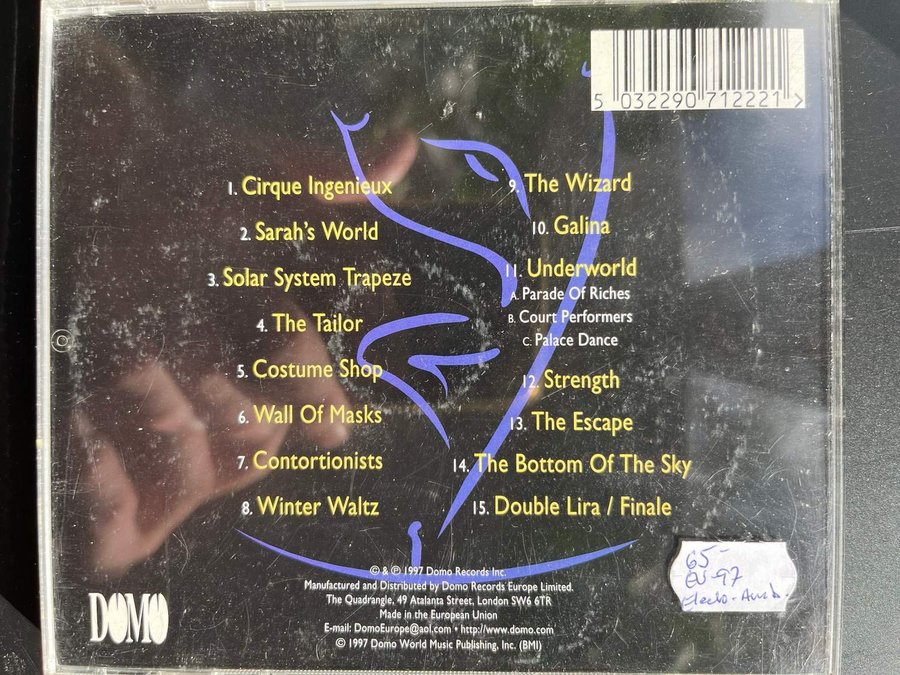 5 032290 712221 >
1. Cirque Ingenieux
2. Sarah's World
3. Solar System Trapeze
4. The Tailor
5. Costume Shop
6. Wall Of Masks
7. Contortionists
8. Winter Waltz
9. The Wizard
10. Galina
11. Underworld
A. Parade Of Riches
B. Court Performers
C. Palace Dance
12. Strength
13. The Escape
14. The Bottom Of The Sky
15. Double Lira / Finale
© & ℗ 1997 Domo Records Inc.
Manufactured and Distributed by Domo Records Europe Limited.
The Quadrangle, 49 Atalanta Street, London SW6 6TR
Made in the European Union
E-mail: DomoEurope@aol.com • http://www.domo.com
© 1997 Domo World Music Publishing, Inc. (BMI)
DOMO
65-
EU-97